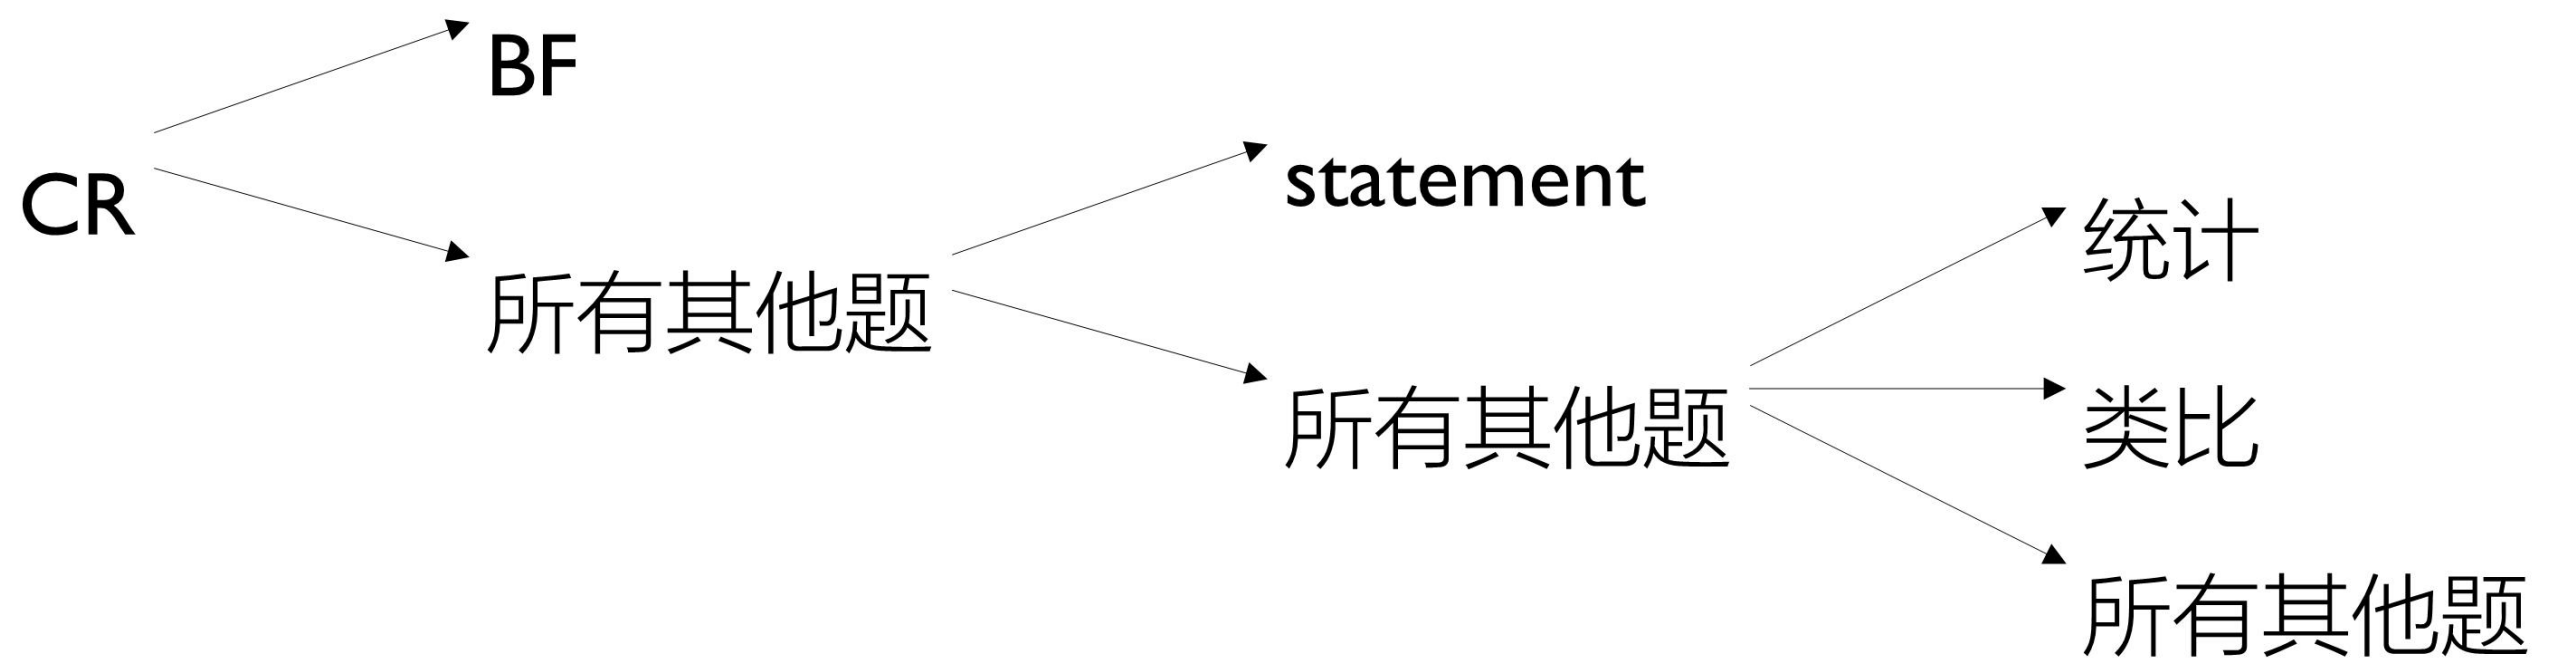 CR
BF
所有其他题
statement
所有其他题
统计
类比
所有其他题